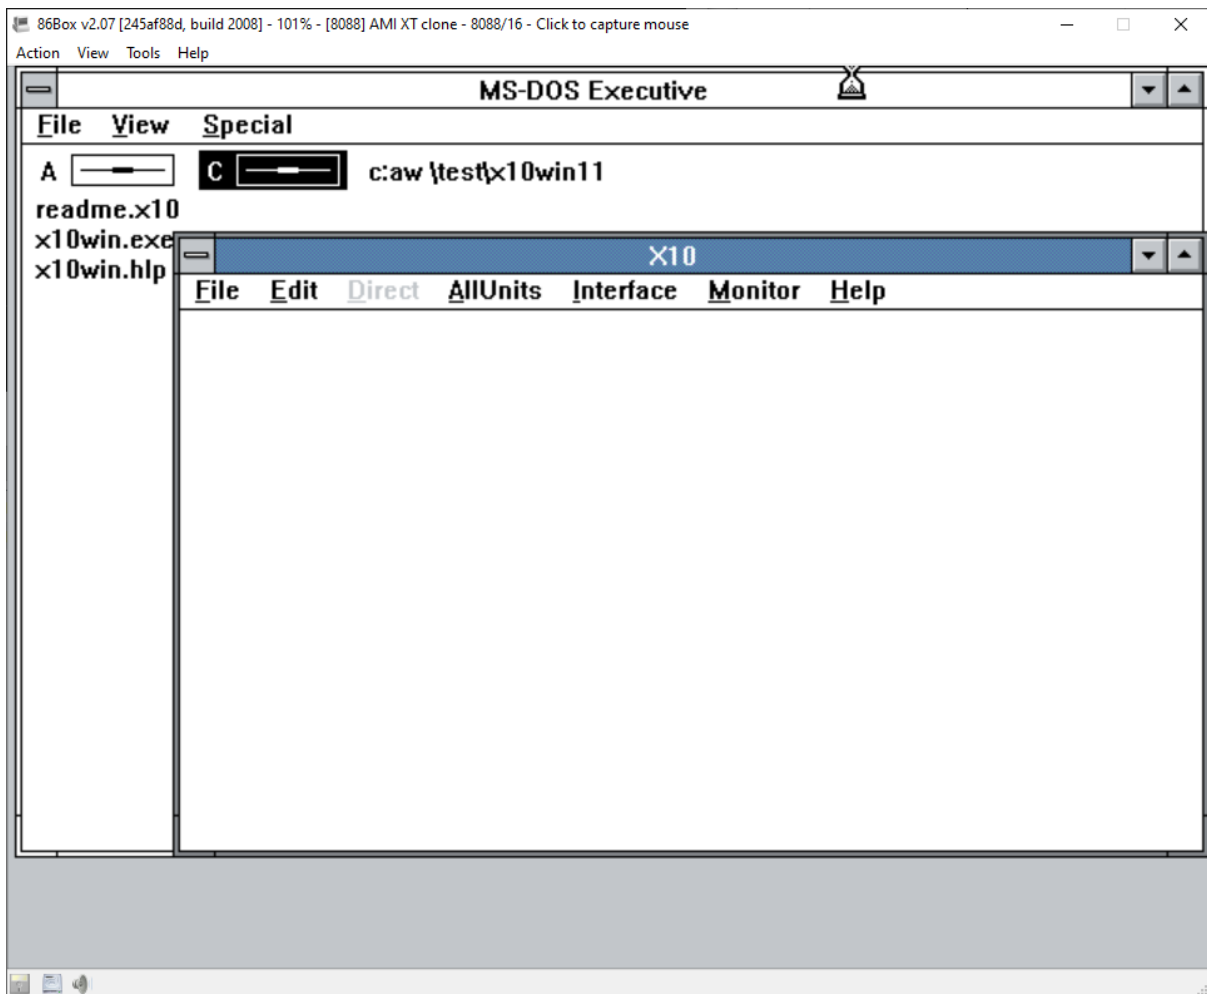 86Box v2.07 [245af88d, build 2008] - 101% - [8088] AMI XT clone - 8088/16 - Click to capture mouse
Action View Tools Help
MS-DOS Executive
File View Special
A C c:aw \test\x10win11
readme.x10
x10win.exe
x10win.hlp
X10
File Edit Direct AllUnits Interface Monitor Help